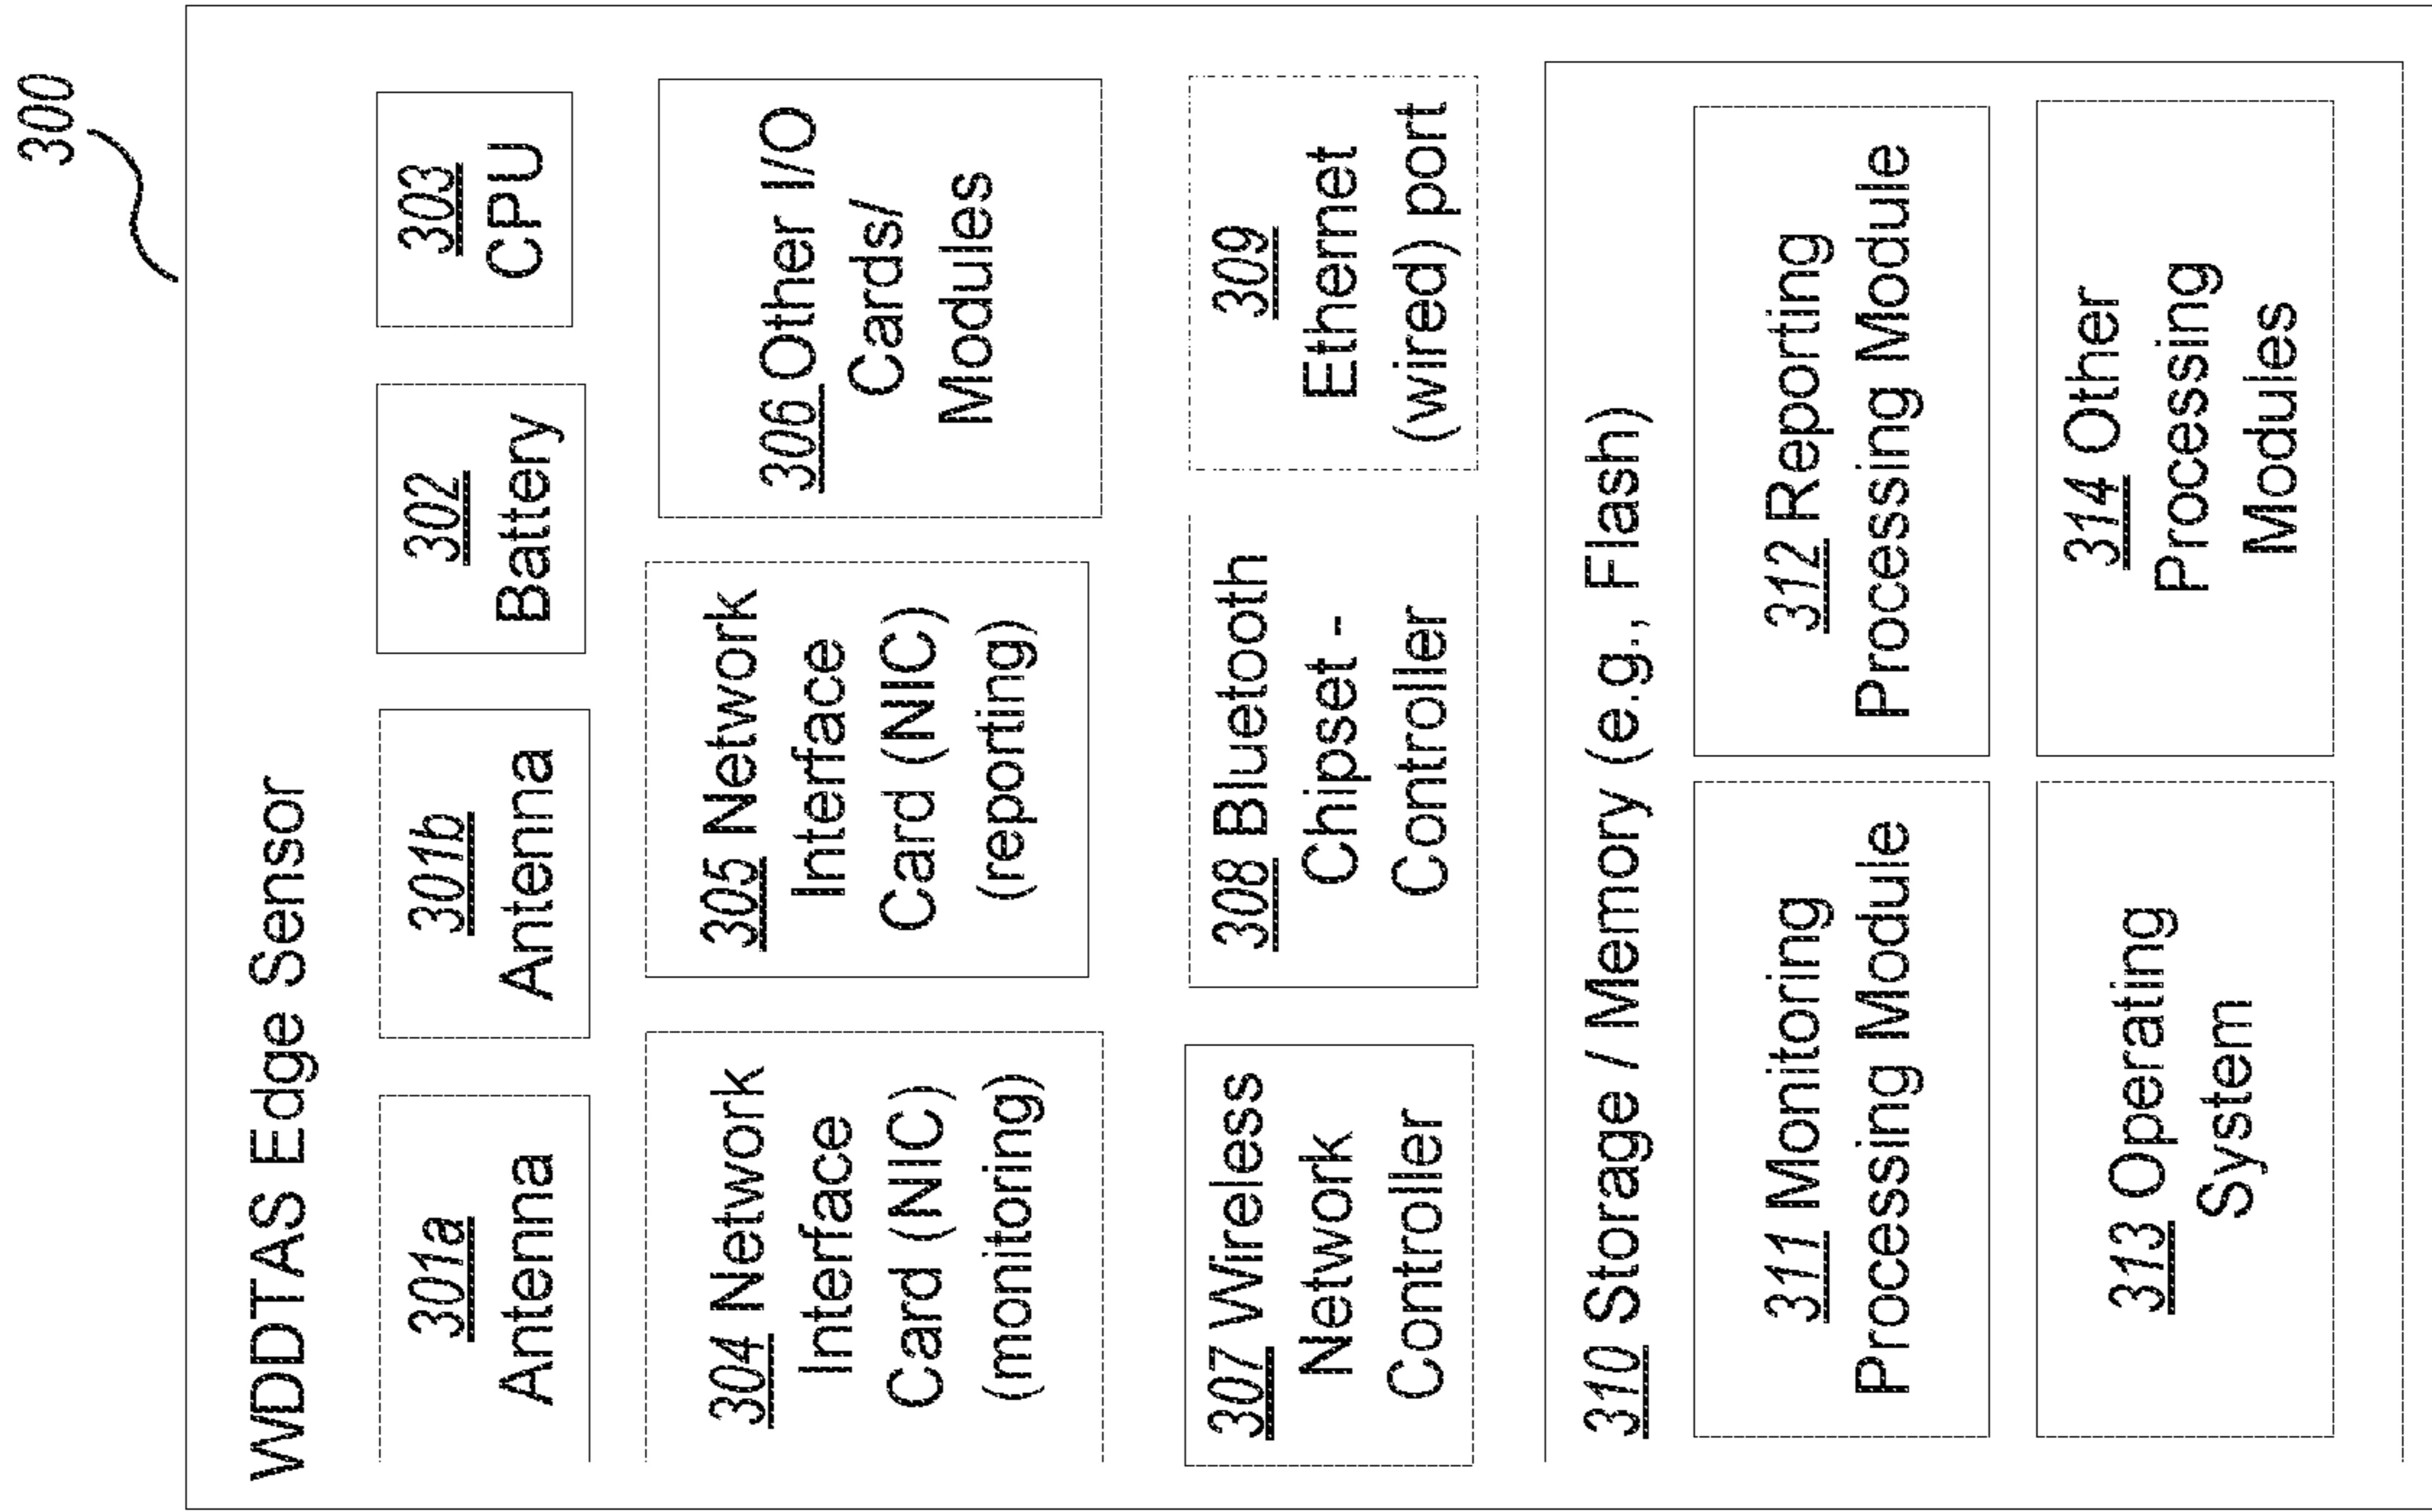 300
WDDTAS Edge Sensor
301a
Antenna
301b
Antenna
302
Battery
303
CPU
304 Network
Interface
Card (NIC)
(monitoring)
305 Network
Interface
Card (NIC)
(reporting)
306 Other I/O
Cards/
Modules
307 Wireless
Network
Controller
308 Bluetooth
Chipset -
Controller
309
Ethernet
(wired) port
310 Storage / Memory (e.g., Flash)
311 Monitoring
Processing Module
312 Reporting
Processing Module
313 Operating
System
314 Other
Processing
Modules